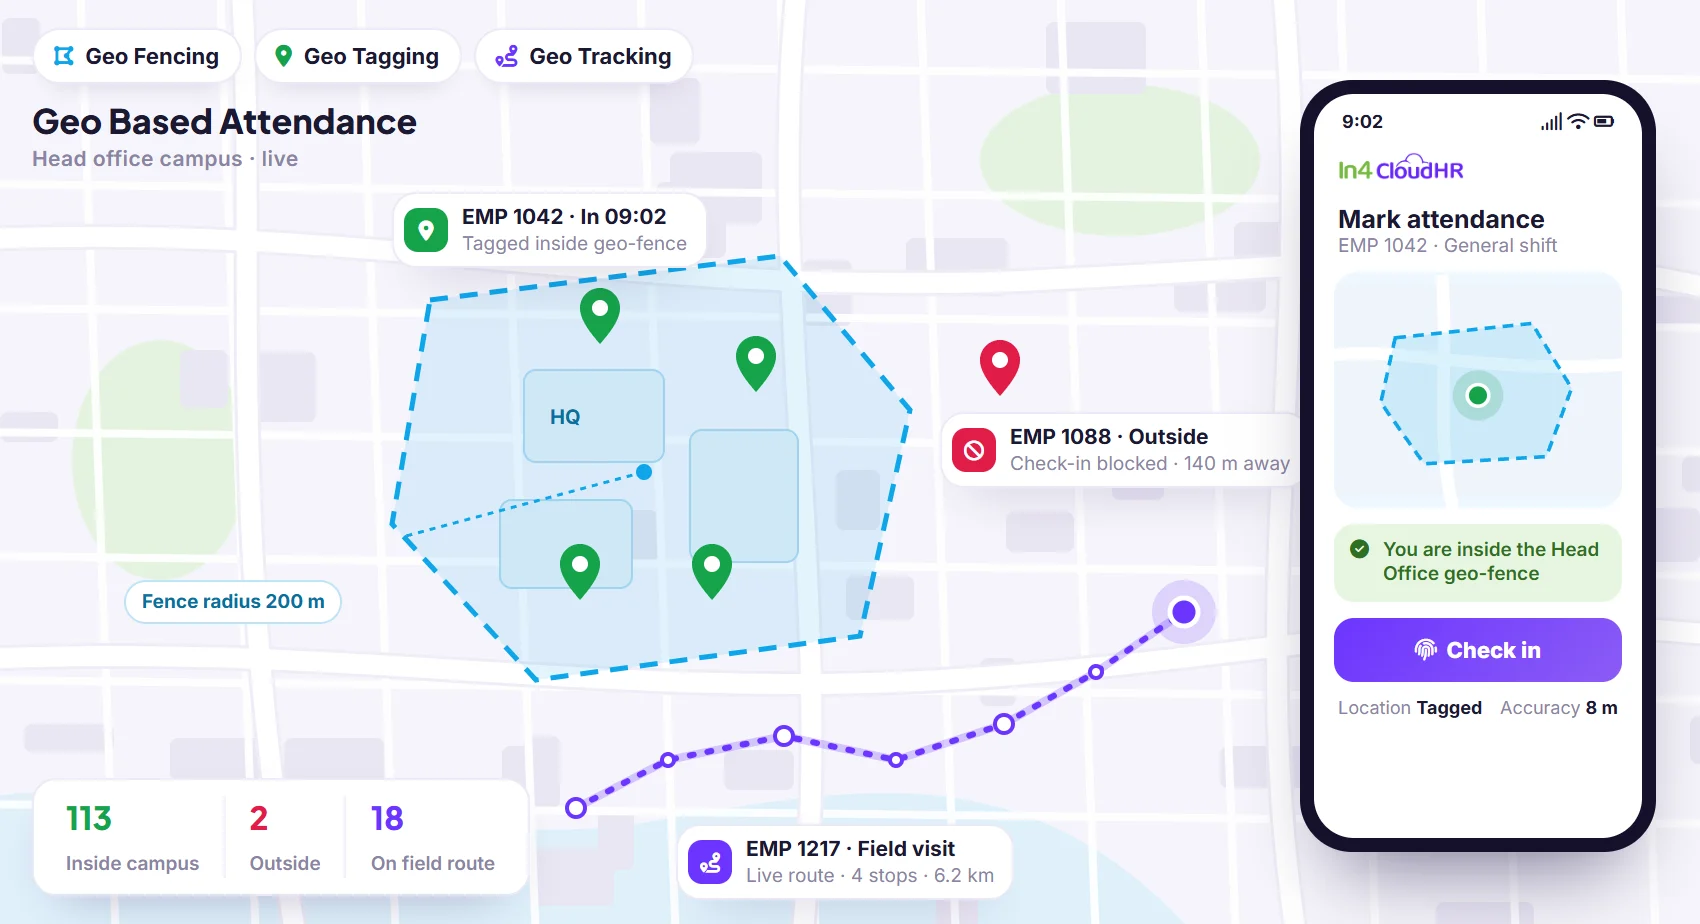 Geo Fencing
Geo Tagging
Geo Tracking
Geo Based Attendance
Head office campus · live
EMP 1042 · In 09:02
Tagged inside geo-fence
HQ
EMP 1088 · Outside
Check-in blocked · 140 m away
Fence radius 200 m
113
Inside campus
2
Outside
18
On field route
EMP 1217 · Field visit
Live route · 4 stops · 6.2 km
9:02
In4 CloudHR
Mark attendance
EMP 1042 · General shift
You are inside the Head
Office geo-fence
Check in
Location Tagged Accuracy 8 m